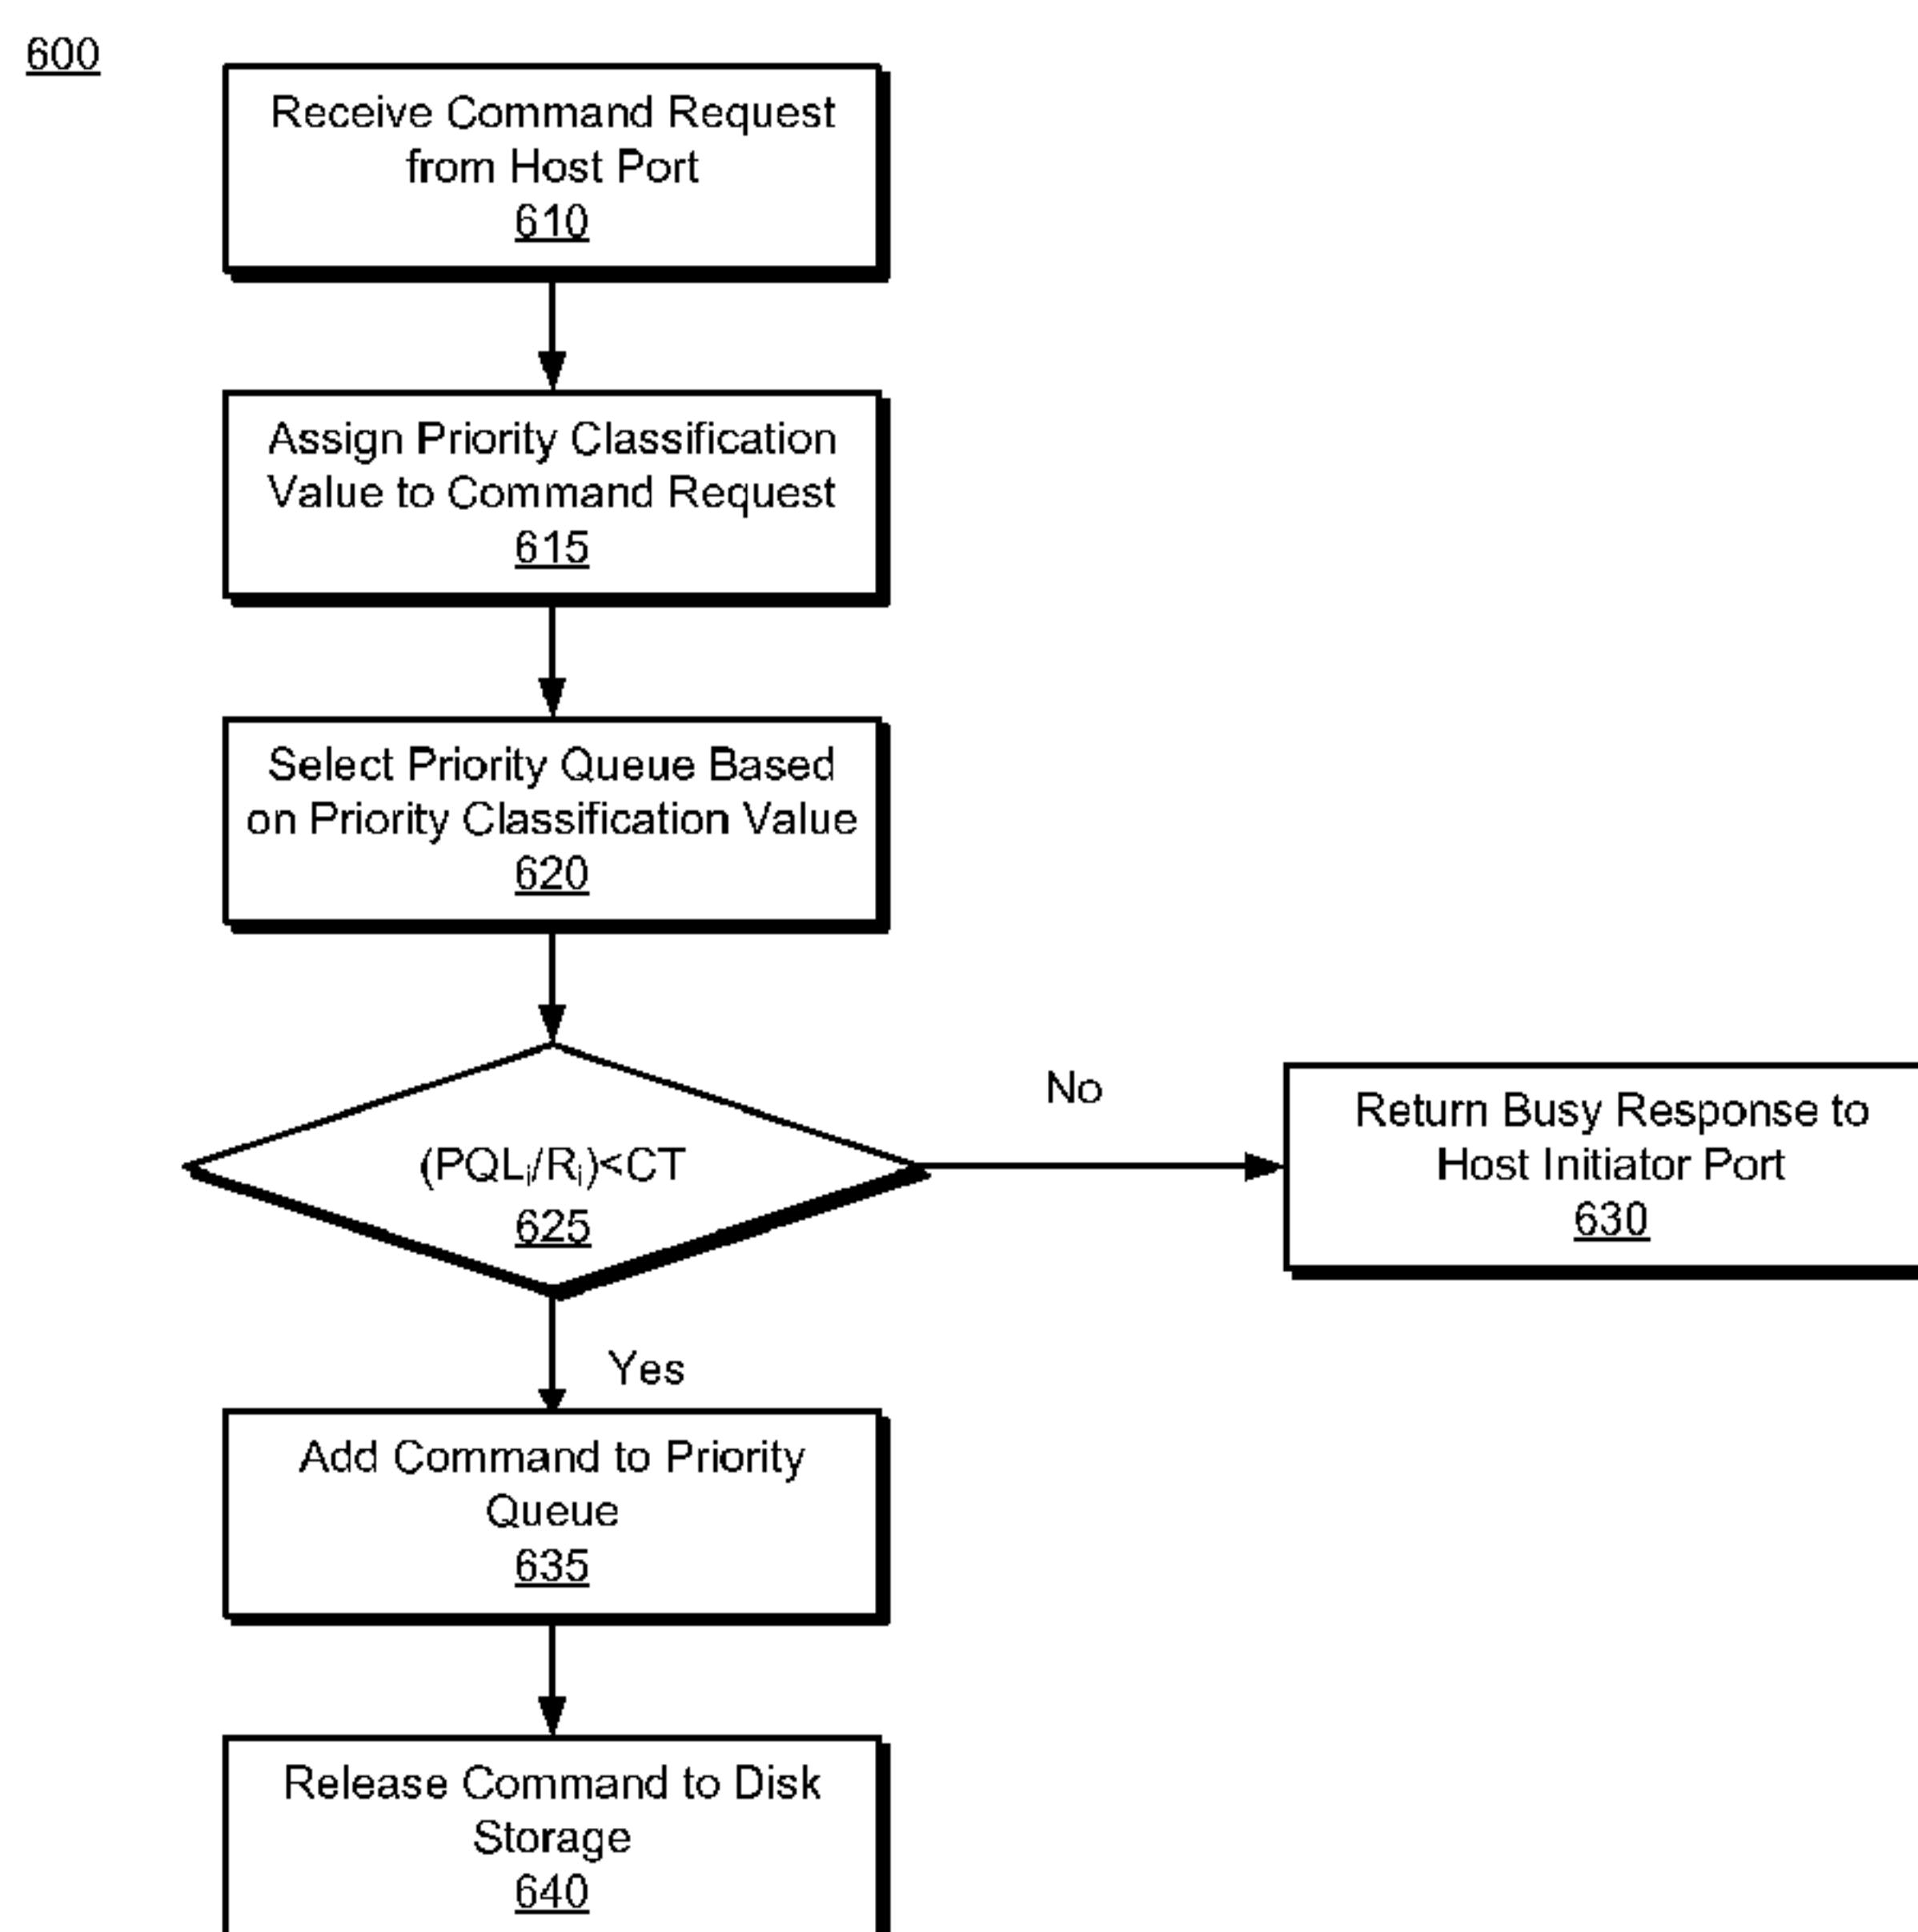 600
Receive Command Request
from Host Port
610
Assign Priority Classification
Value to Command Request
615
Select Priority Queue Based
on Priority Classification Value
620
(PQLᵢ/Rᵢ)<CT
625
No
Return Busy Response to
Host Initiator Port
630
Yes
Add Command to Priority
Queue
635
Release Command to Disk
Storage
640